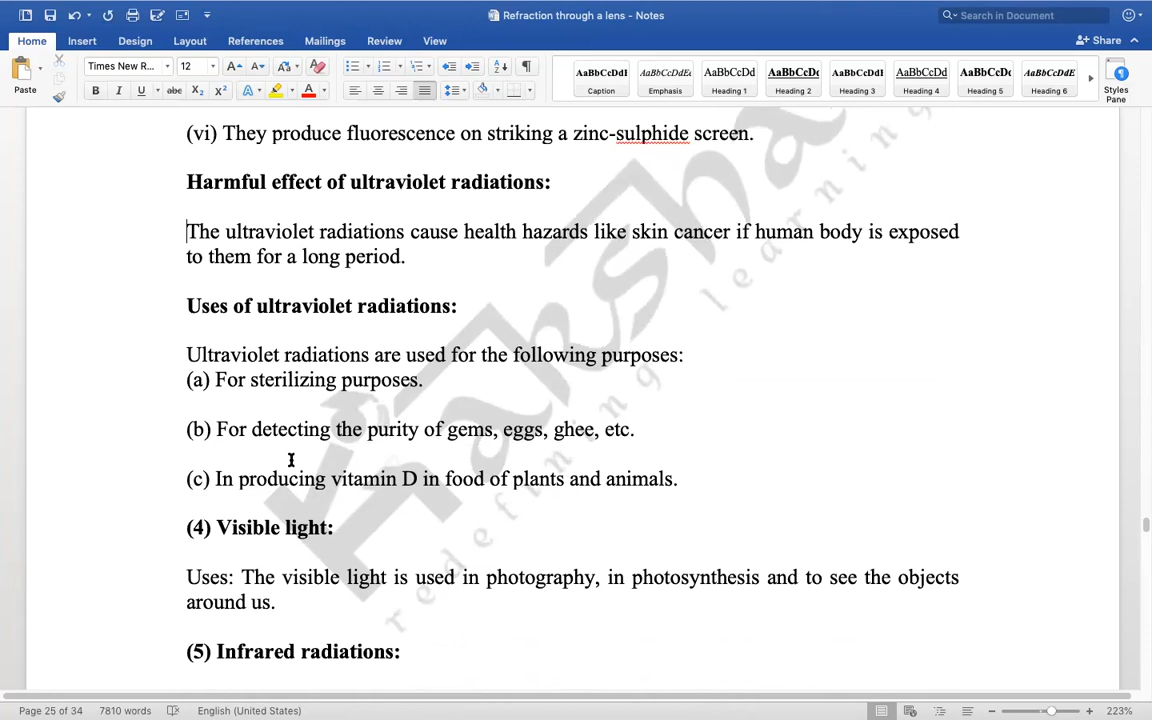 Refraction through a lens - Notes
Search in Document
Home Insert Design Layout References Mailings Review View
Share
Paste
Times New R...
12
AaBbCcDdI AaBbCcDdEe AaBbCcDd AaBbCcDc AaBbCcDdI AaBbCcDd AaBbCcDc AaBbCcDdE
Caption Emphasis Heading 1 Heading 2 Heading 3 Heading 4 Heading 5 Heading 6
Styles
Pane
(vi) They produce fluorescence on striking a zinc-sulphide screen.
Harmful effect of ultraviolet radiations:
The ultraviolet radiations cause health hazards like skin cancer if human body is exposed
to them for a long period.
Uses of ultraviolet radiations:
Ultraviolet radiations are used for the following purposes:
(a) For sterilizing purposes.
(b) For detecting the purity of gems, eggs, ghee, etc.
(c) In producing vitamin D in food of plants and animals.
(4) Visible light:
Uses: The visible light is used in photography, in photosynthesis and to see the objects
around us.
(5) Infrared radiations:
redefining learning
Page 25 of 34 7810 words English (United States) 223%